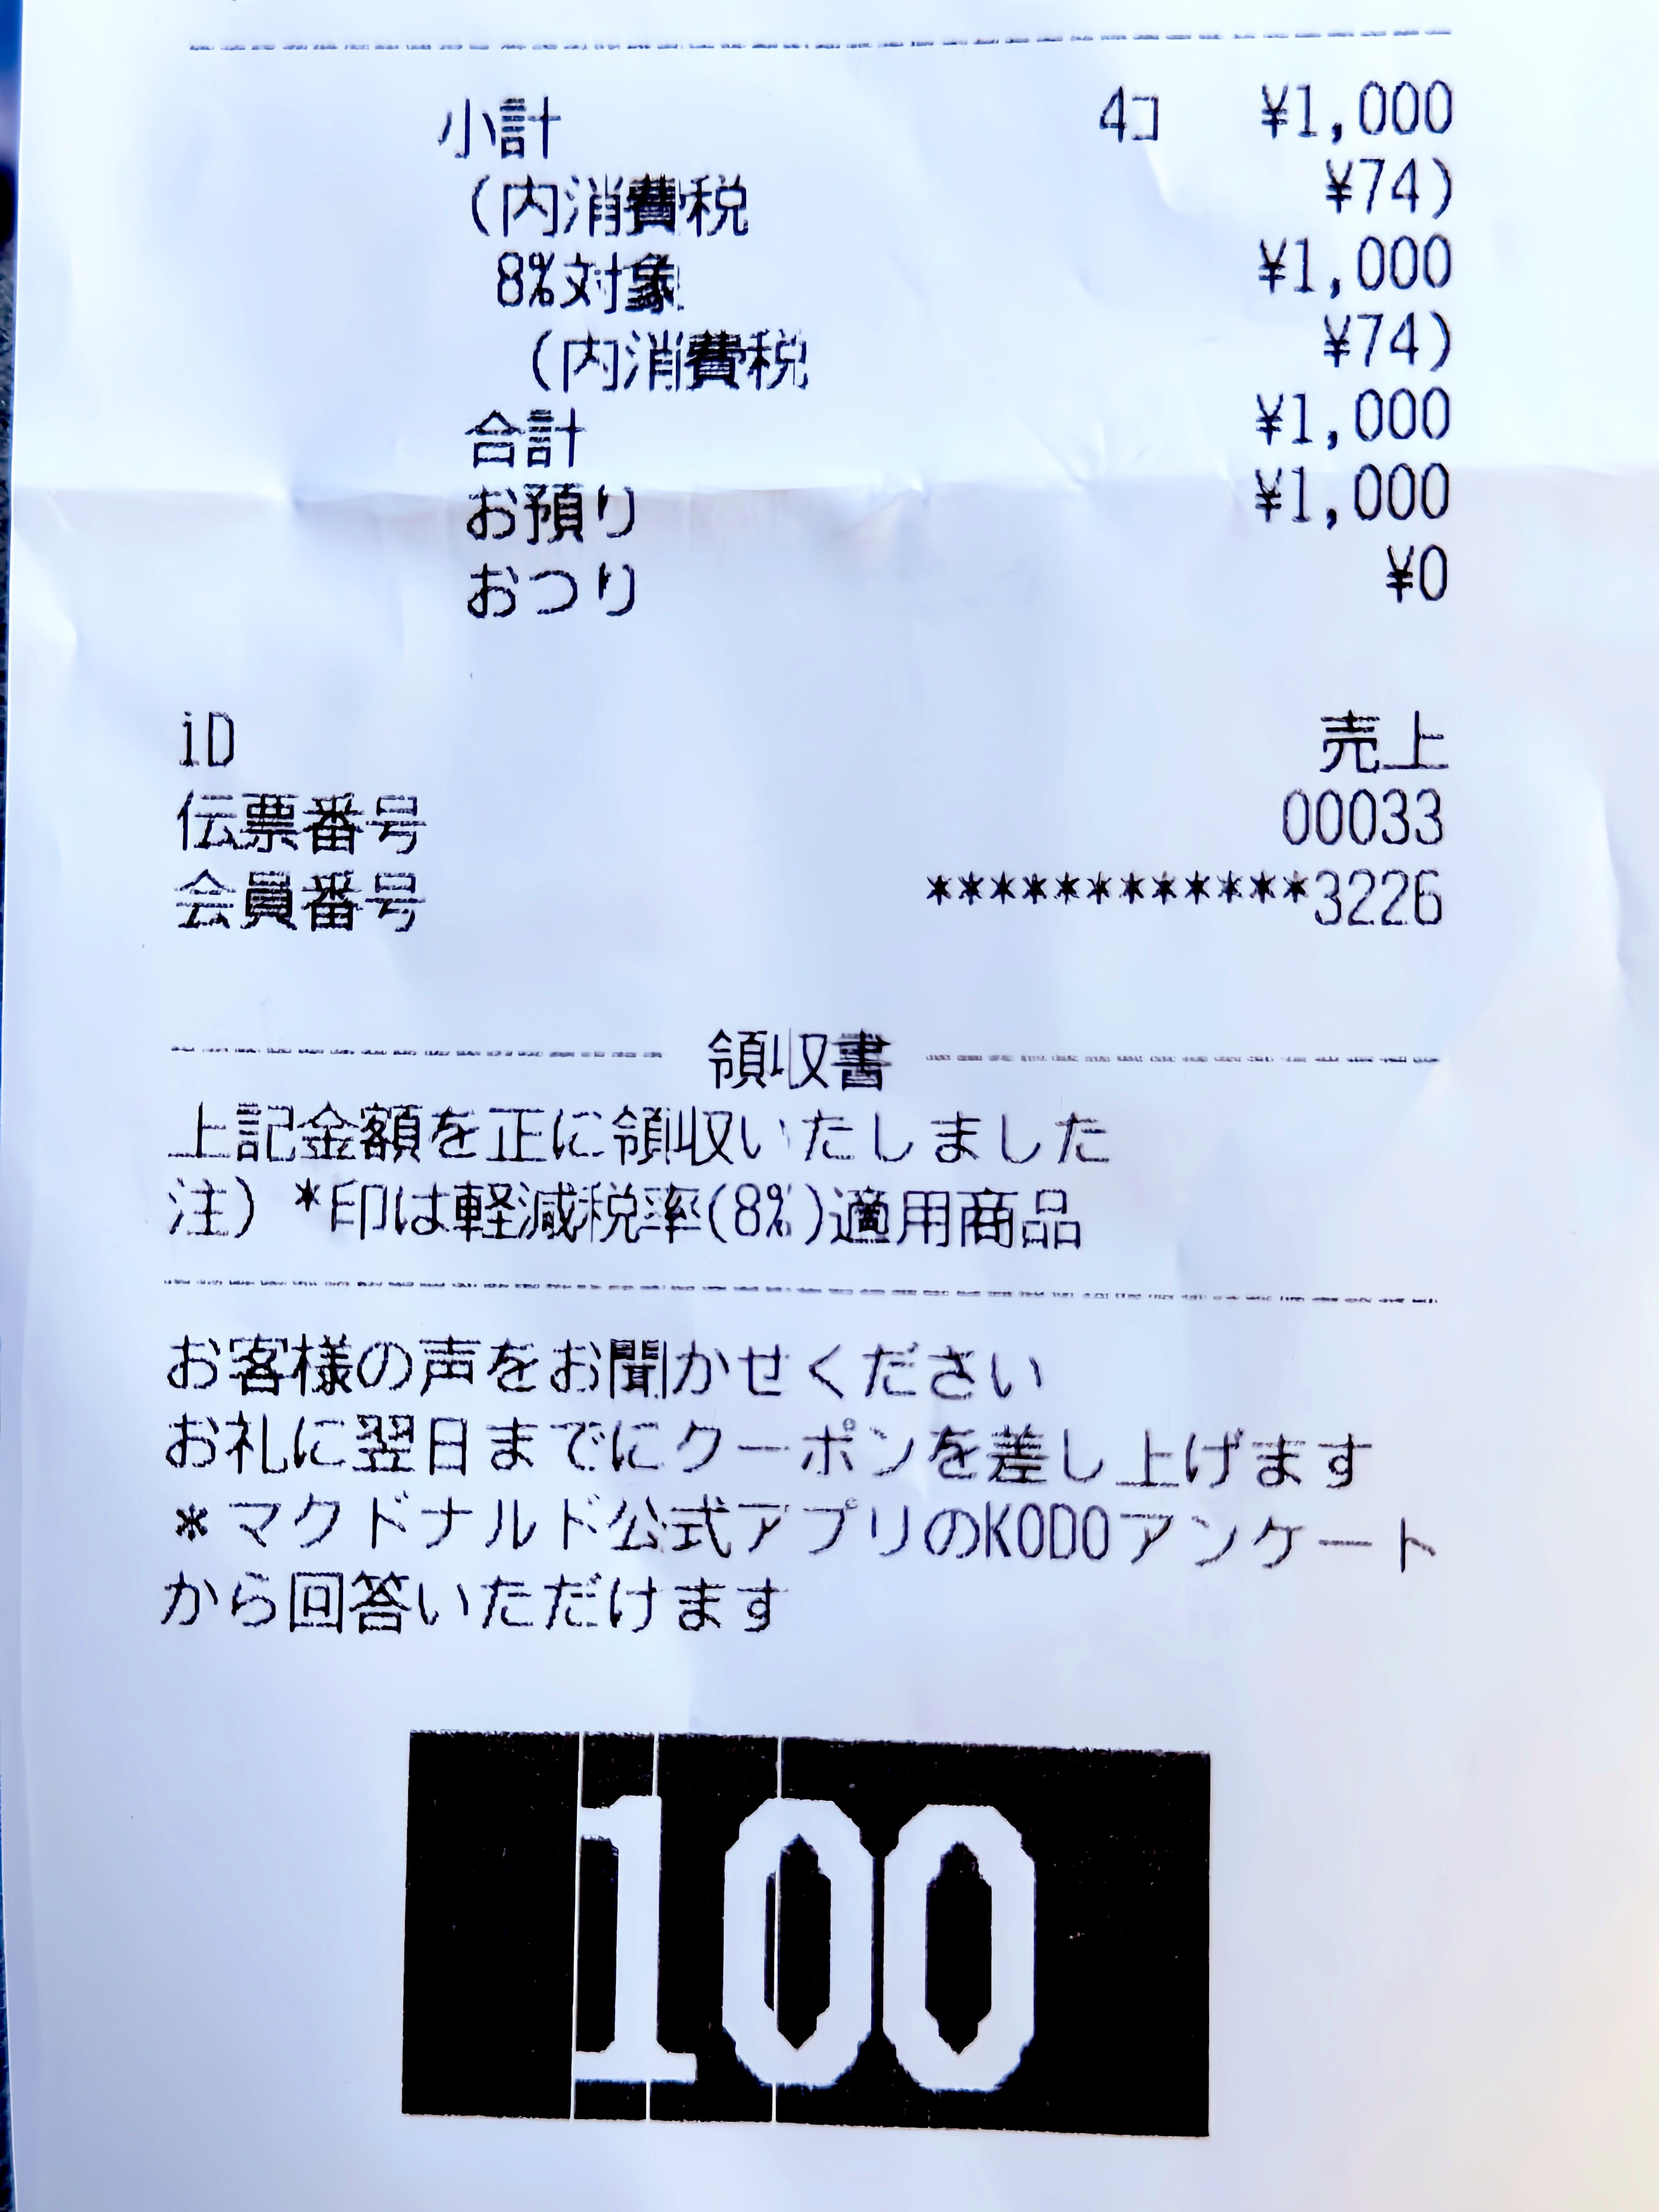 小計 4コ ¥1,000
(内消費税 ¥74)
8%対象 ¥1,000
(内消費税 ¥74)
合計 ¥1,000
お預り ¥1,000
おつり ¥0
iD 売上
伝票番号 00033
会員番号 ************3226
領収書
上記金額を正に領収いたしました
注) *印は軽減税率(8%)適用商品
お客様の声をお聞かせください
お礼に翌日までにクーポンを差し上げます
*マクドナルド公式アプリのKODOアンケート
から回答いただけます
100